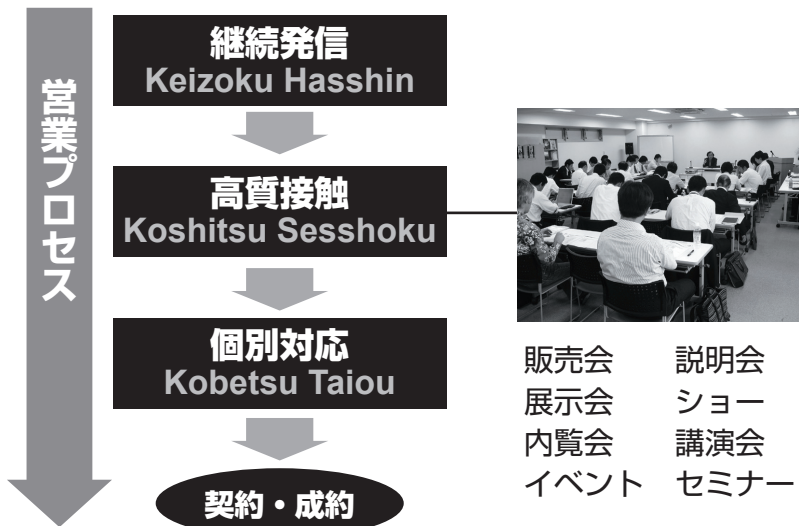 営業プロセス
継続発信
Keizoku Hasshin
高質接触
Koshitsu Sesshoku
個別対応
Kobetsu Taiou
契約・成約
販売会 説明会
展示会 ショー
内覧会 講演会
イベント セミナー